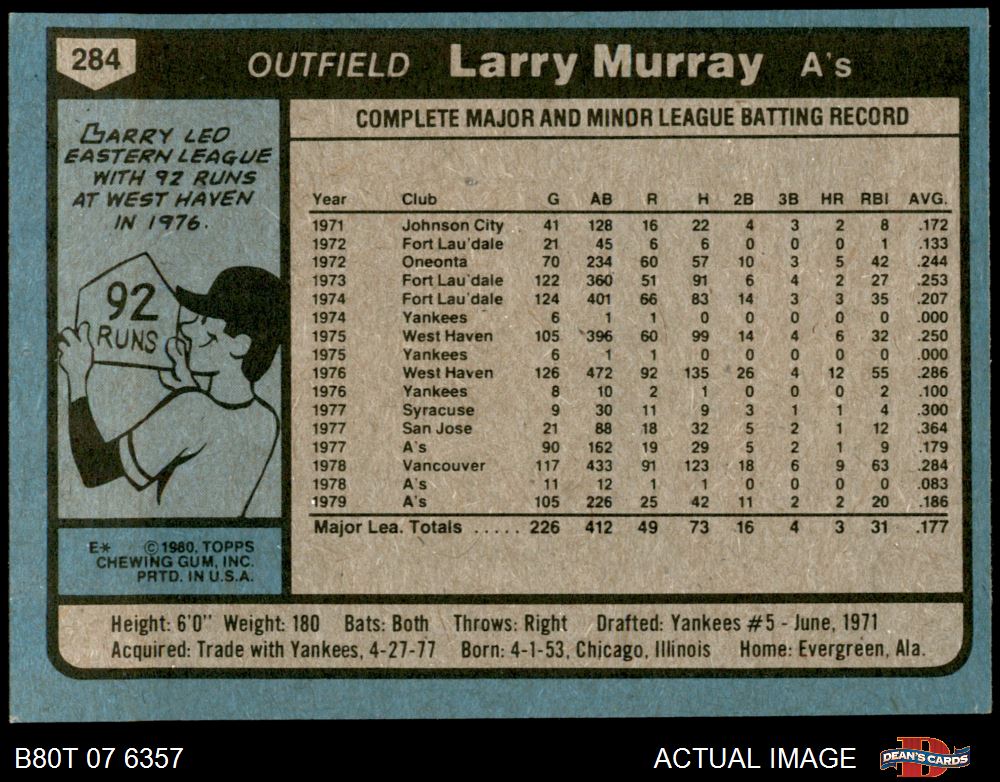 284 OUTFIELD Larry Murray A's
LARRY LED
EASTERN LEAGUE
WITH 92 RUNS
AT WEST HAVEN
IN 1976.
92
RUNS
E* © 1980, TOPPS
CHEWING GUM, INC.
PRTD. IN U.S.A.
COMPLETE MAJOR AND MINOR LEAGUE BATTING RECORD
Year Club G AB R H 2B 3B HR RBI AVG.
1971 Johnson City 41 128 16 22 4 3 2 8 .172
1972 Fort Lau'dale 21 45 6 6 0 0 0 1 .133
1972 Oneonta 70 234 60 57 10 3 5 42 .244
1973 Fort Lau'dale 122 360 51 91 6 4 2 27 .253
1974 Fort Lau'dale 124 401 66 83 14 3 3 35 .207
1974 Yankees 6 1 1 0 0 0 0 0 .000
1975 West Haven 105 396 60 99 14 4 6 32 .250
1975 Yankees 6 1 1 0 0 0 0 0 .000
1976 West Haven 126 472 92 135 26 4 12 55 .286
1976 Yankees 8 10 2 1 0 0 0 2 .100
1977 Syracuse 9 30 11 9 3 1 1 4 .300
1977 San Jose 21 88 18 32 5 2 1 12 .364
1977 A's 90 162 19 29 5 2 1 9 .179
1978 Vancouver 117 433 91 123 18 6 9 63 .284
1978 A's 11 12 1 1 0 0 0 0 .083
1979 A's 105 226 25 42 11 2 2 20 .186
Major Lea. Totals ..... 226 412 49 73 16 4 3 31 .177
Height: 6'0" Weight: 180 Bats: Both Throws: Right Drafted: Yankees #5 - June, 1971
Acquired: Trade with Yankees, 4-27-77 Born: 4-1-53, Chicago, Illinois Home: Evergreen, Ala.
B80T 07 6357 ACTUAL IMAGE DEAN'S CARDS